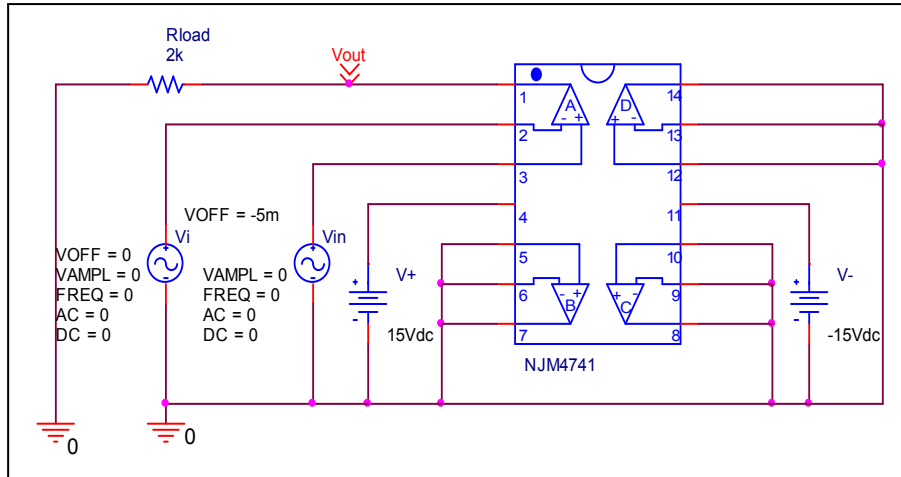 Rload
2k
Vout
1
2
3
4
5
6
7
14
13
12
11
10
9
8
A
D
B
C
- +
+ -
- +
+ -
VOFF = -5m
Vi
Vin
VOFF = 0
VAMPL = 0
FREQ = 0
AC = 0
DC = 0
VAMPL = 0
FREQ = 0
AC = 0
DC = 0
+
-
+
-
V+
+
-
15Vdc
V-
+
-
-15Vdc
NJM4741
0
0